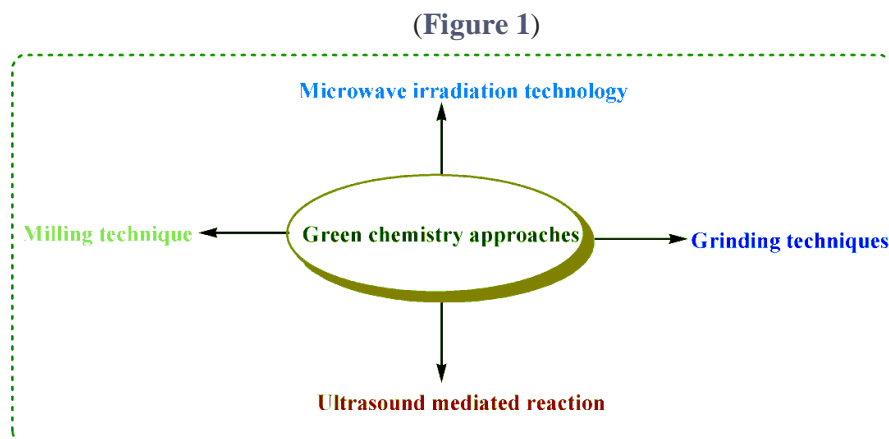 (Figure 1)
Microwave irradiation technology
Milling technique
Green chemistry approaches
Grinding techniques
Ultrasound mediated reaction